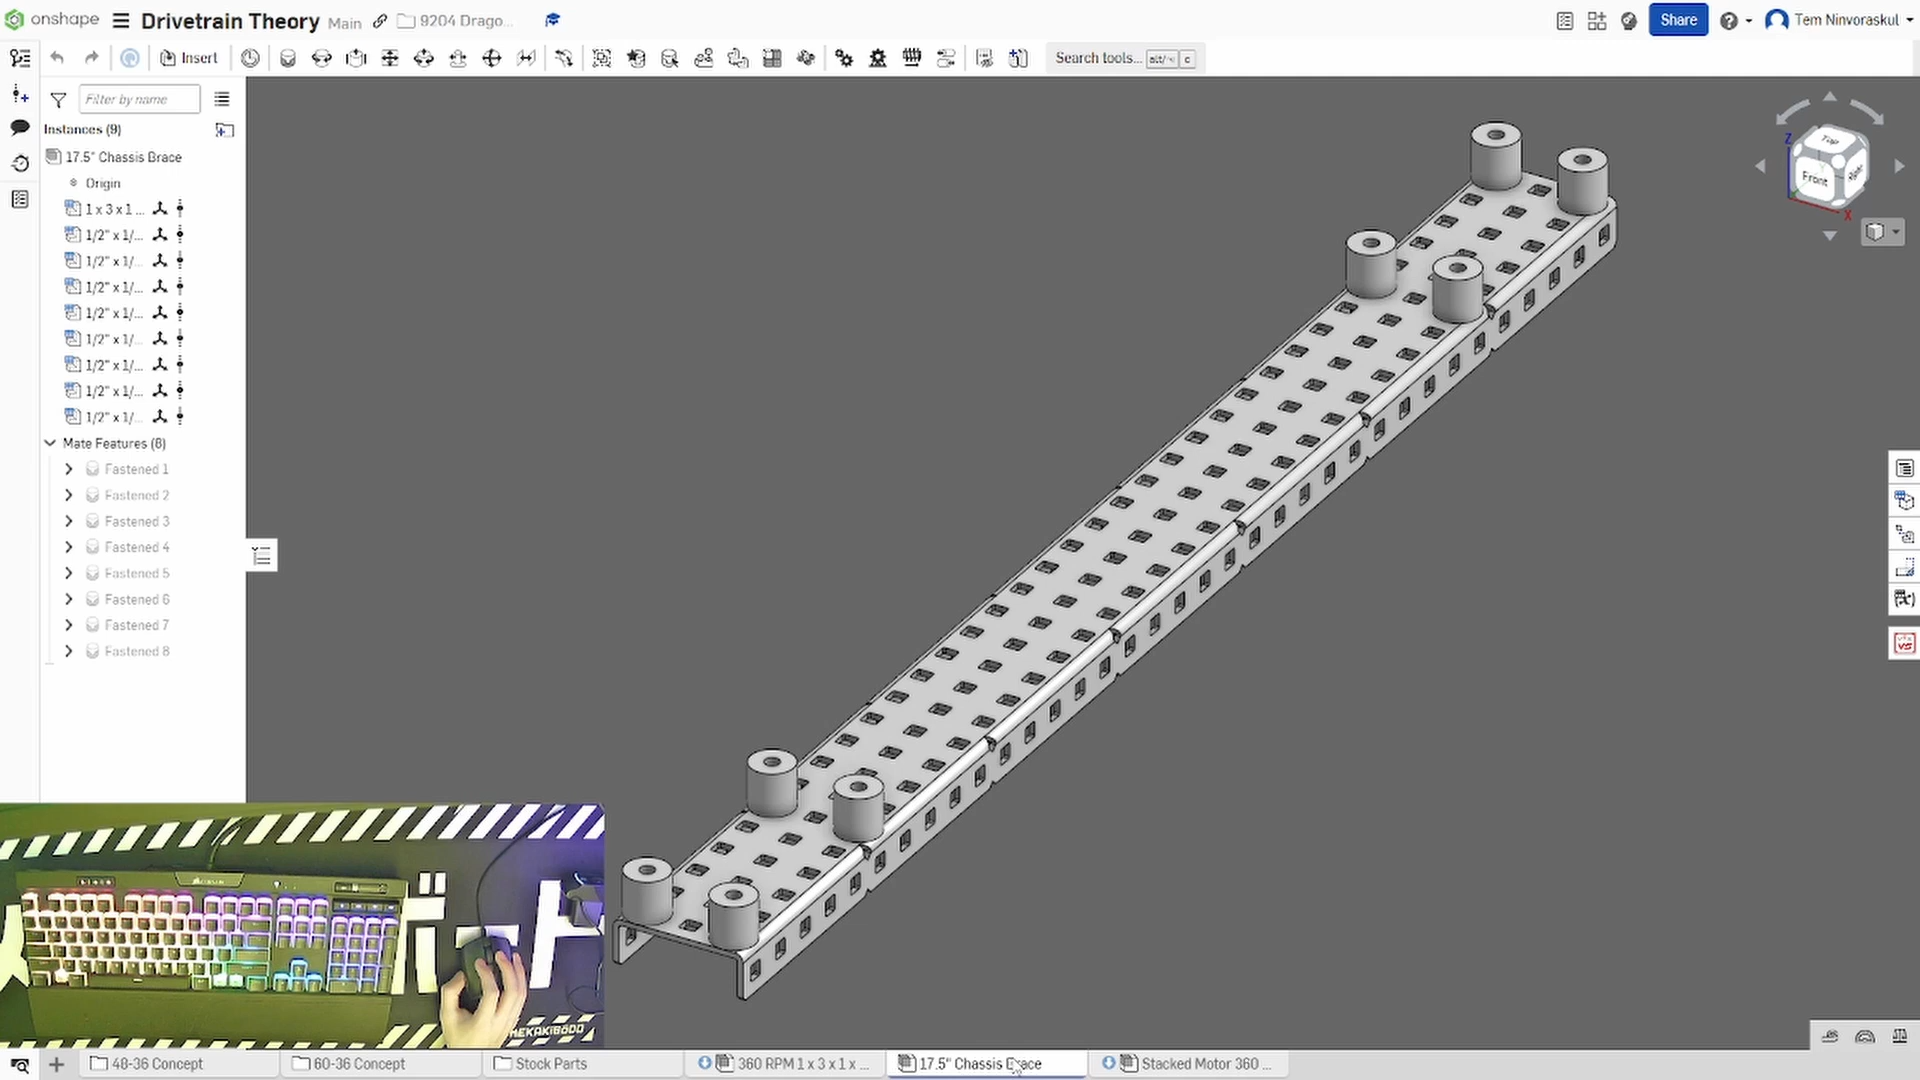 onshape Drivetrain Theory Main 9204 Drago... Share Tem Ninvoraskul
Insert Search tools... alt/⌥ c
Filter by name
Instances (9)
17.5" Chassis Brace
Origin
1 x 3 x 1 ...
1/2" x 1/...
1/2" x 1/...
1/2" x 1/...
1/2" x 1/...
1/2" x 1/...
1/2" x 1/...
1/2" x 1/...
1/2" x 1/...
Mate Features (8)
Fastened 1
Fastened 2
Fastened 3
Fastened 4
Fastened 5
Fastened 6
Fastened 7
Fastened 8
Top
Front
Right
Z
X
VS
48-36 Concept
60-36 Concept
Stock Parts
360 RPM 1 x 3 x 1 x ...
17.5" Chassis Brace
Stacked Motor 360 ...